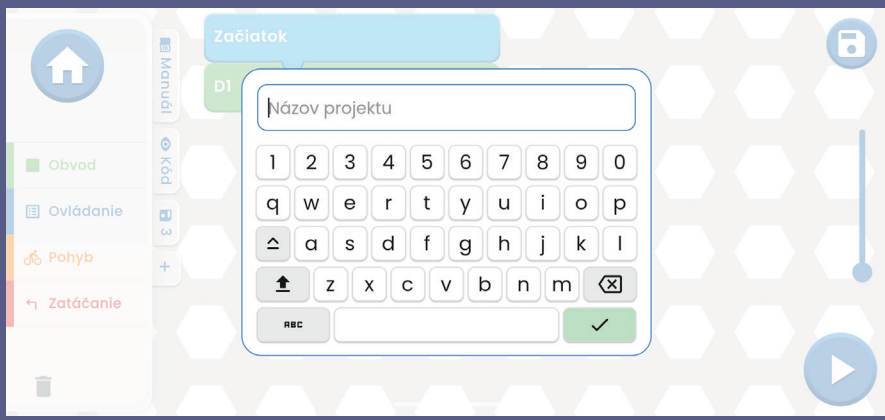 Začiatok
D1
Manuál
Kód
3
+
Obvod
Ovládanie
Pohyb
Zatáčanie
Názov projektu
1 2 3 4 5 6 7 8 9 0
q w e r t y u i o p
a s d f g h j k l
z x c v b n m
ABC